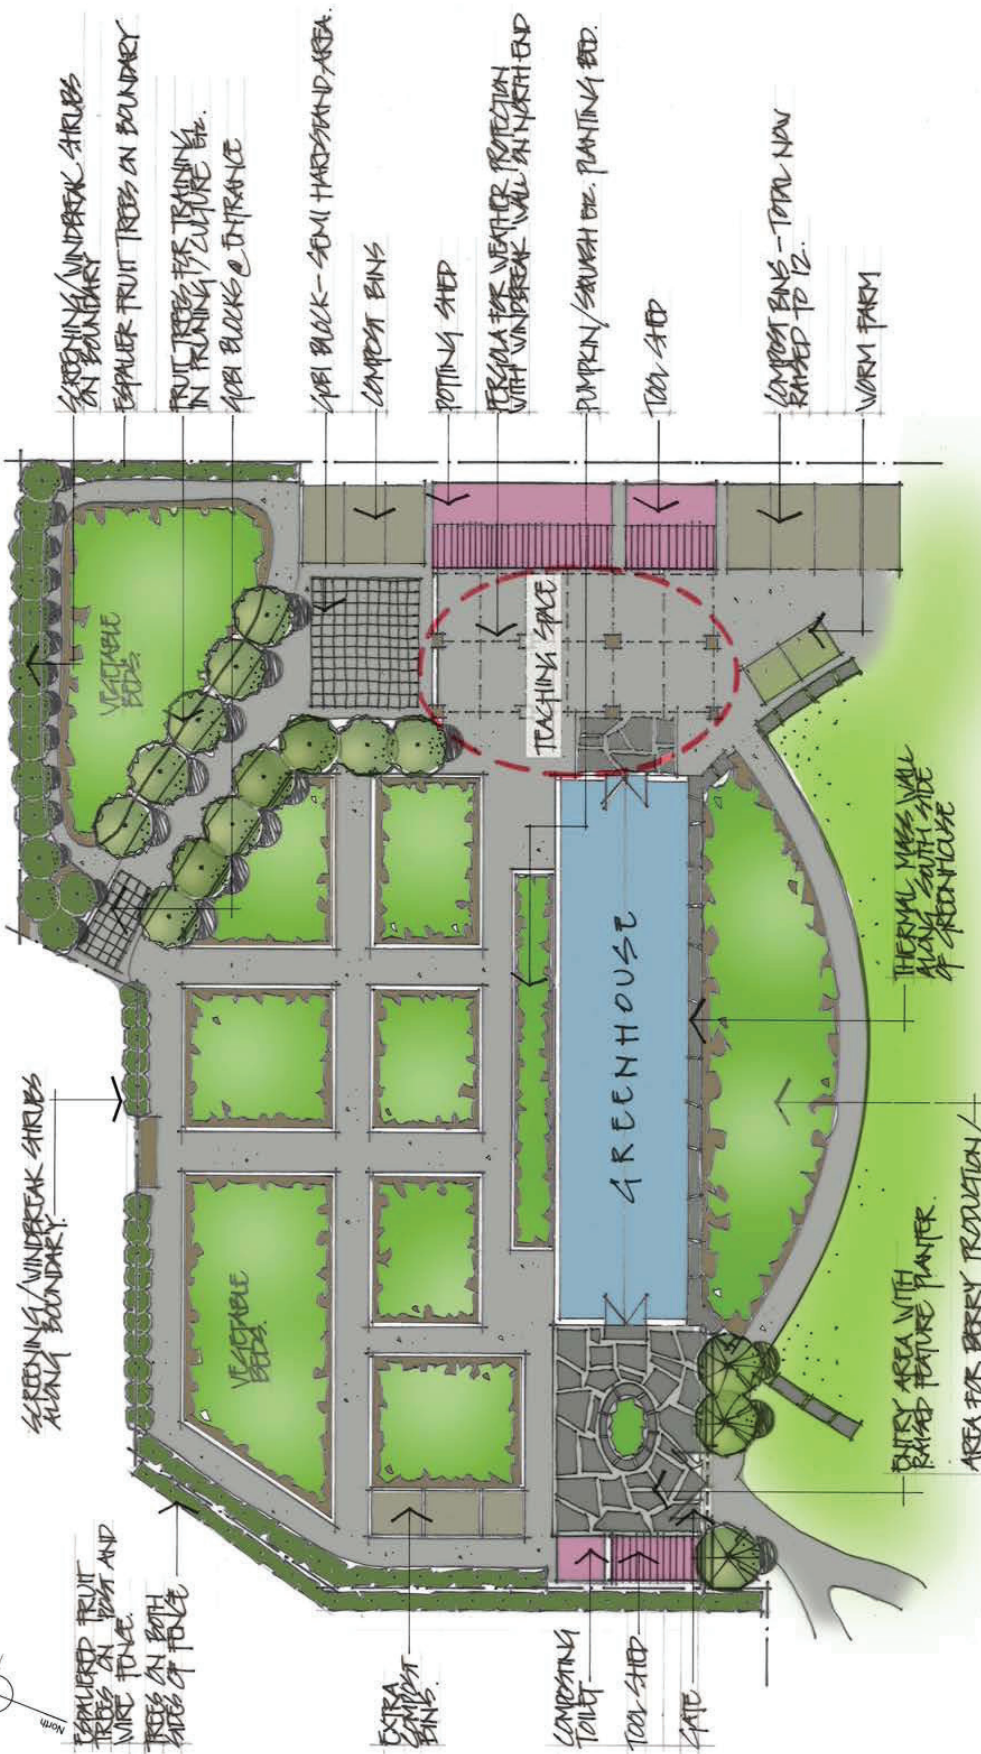 SCREENING/WINDBREAK SHRUBS
ON BOUNDARY
ESPALIER FRUIT TREES ON BOUNDARY
FRUIT TREES FOR TRAINING
IN PRUNING/CULTURE Etc.
GOBI BLOCKS @ ENTRANCE
GOBI BLOCK - SEMI HARDSTAND AREA.
COMPOST BINS
POTTING SHED
PERGOLA FOR WEATHER PROTECTION
WITH WINDBREAK WALL ON NORTH END
PUMPKIN/SQUASH Etc. PLANTING BED.
TOOL SHED
COMPOST BINS - TOTAL NOW
RAISED TO 12.
WORM FARM
VEGETABLE
BEDS.
TEACHING SPACE
GREENHOUSE
THERMAL MASS WALL
ALONG SOUTH SIDE
OF GREENHOUSE
SCREENING/WINDBREAK SHRUBS
ALONG BOUNDARY.
VEGETABLE
BEDS.
ENTRY AREA WITH
RAISED FEATURE PLANTER.
AREA FOR BERRY PRODUCTION/
North
ESPALIERED FRUIT
TREES ON POST AND
WIRE FENCE.
TREES ON BOTH
SIDES OF FENCE
EXTRA
COMPOST
BINS.
COMPOSTING
TOILET
TOOL SHED
GATE